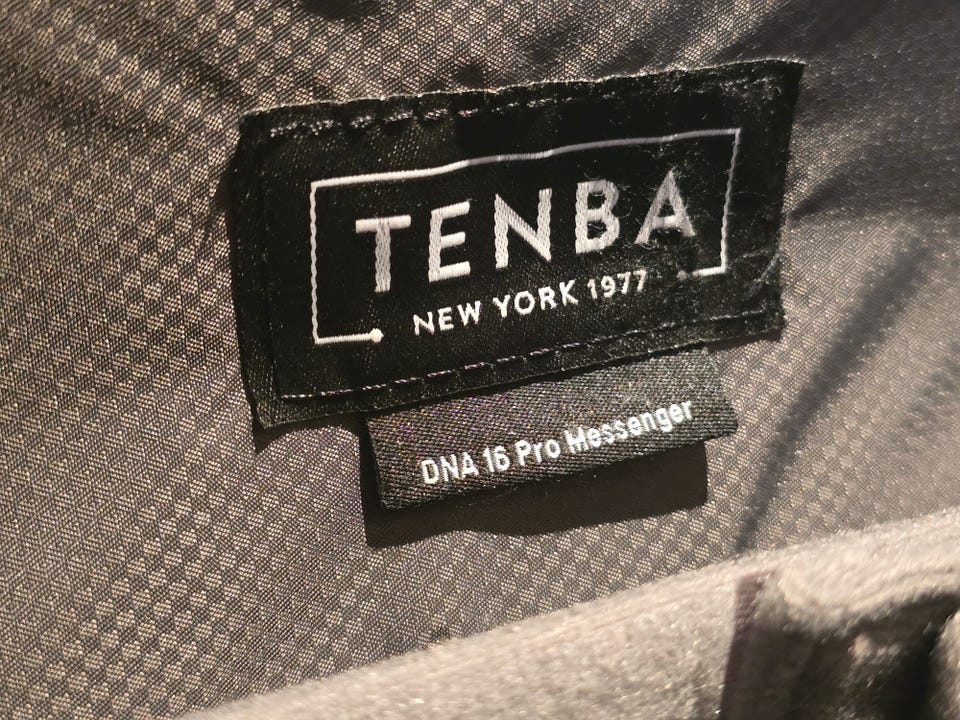 TENBA
NEW YORK 1977
DNA 16 Pro Messenger